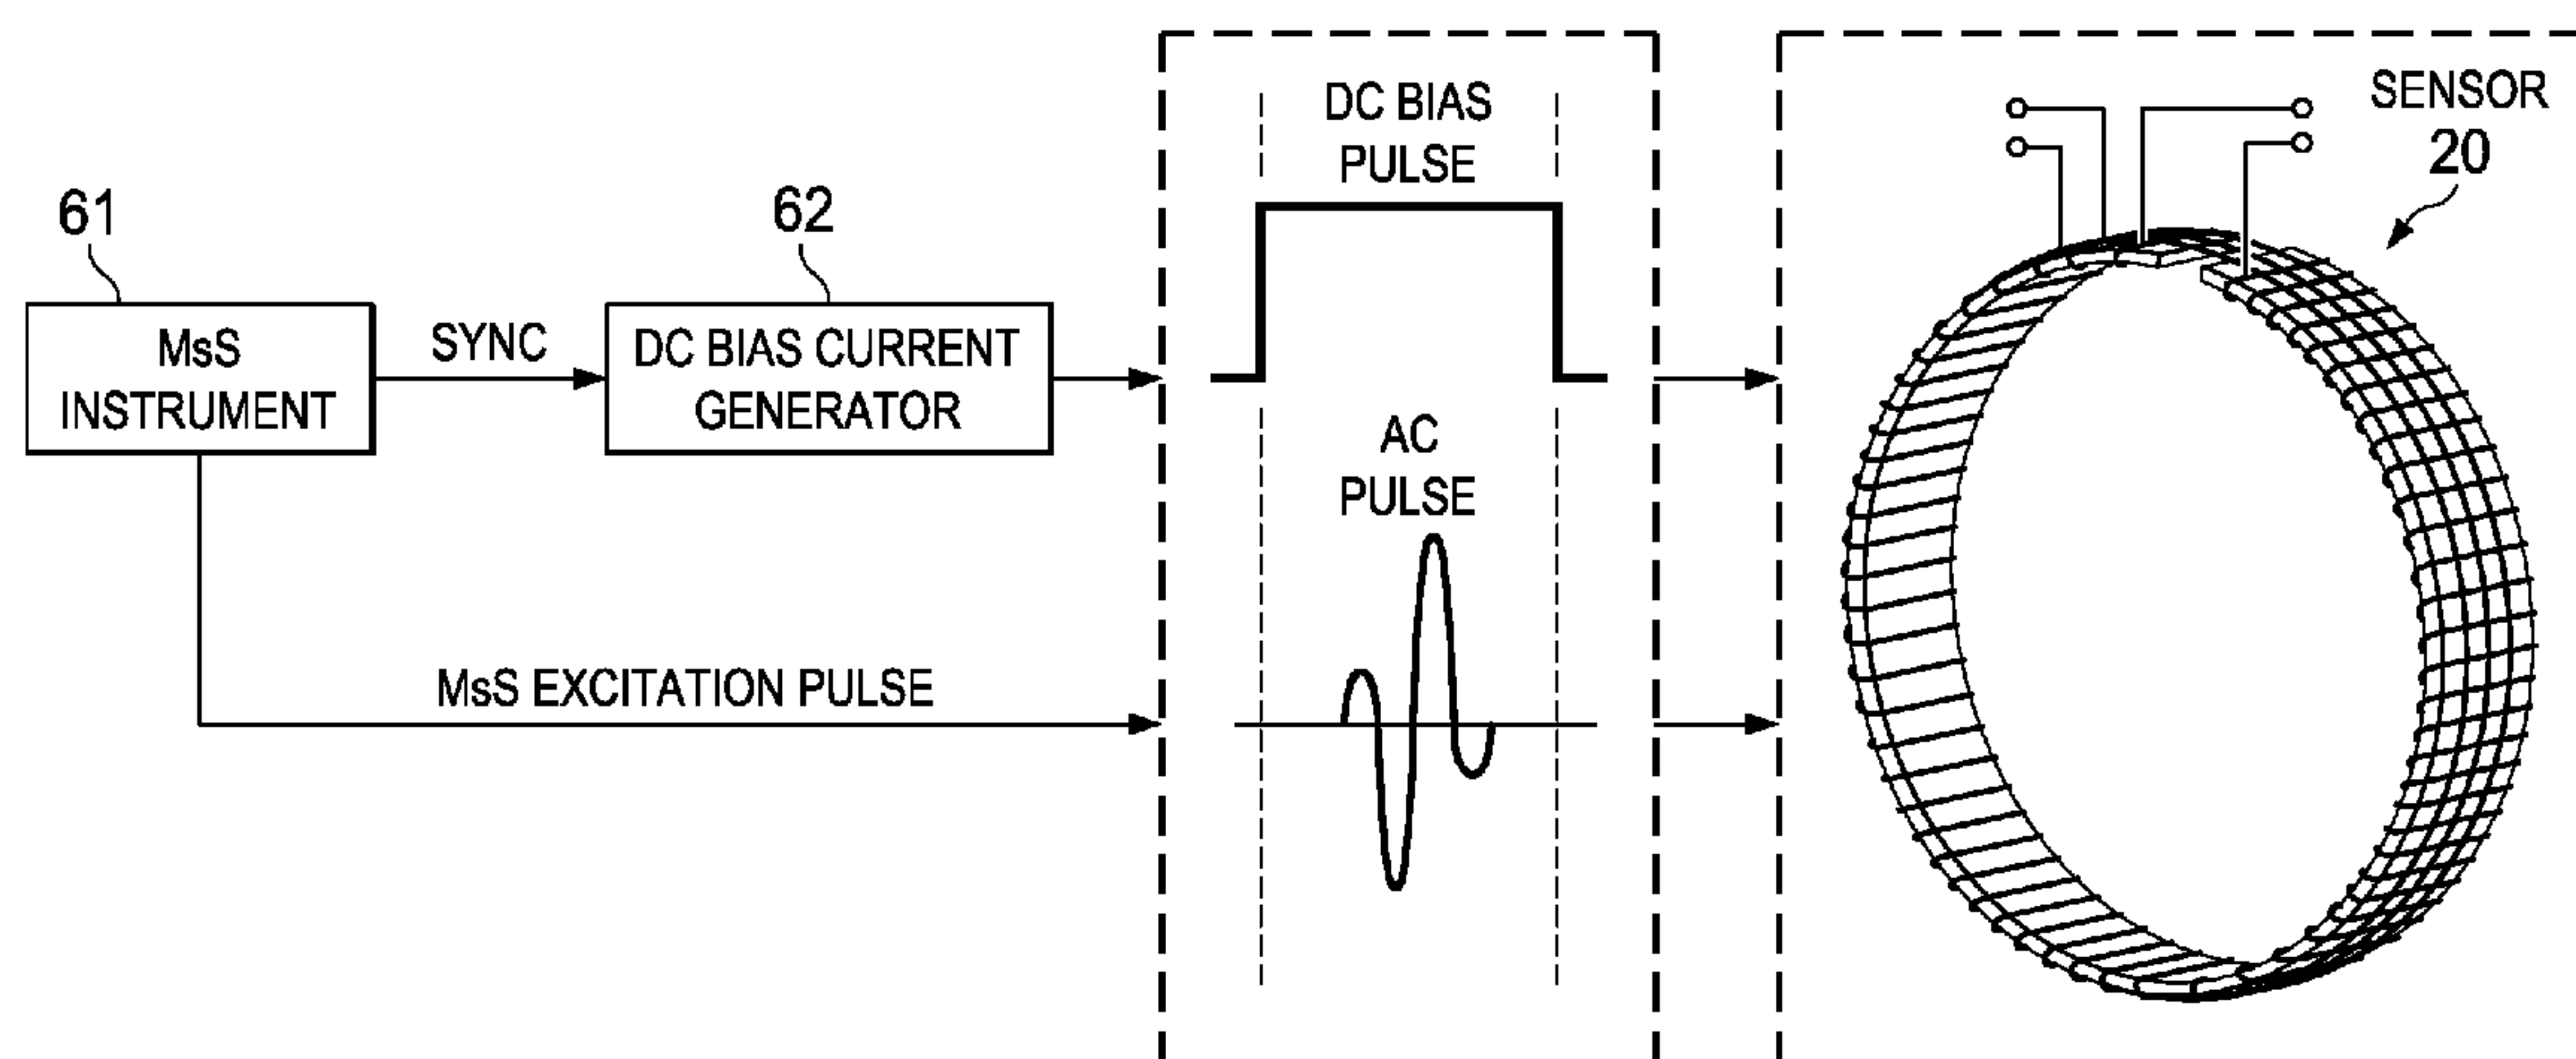 61
MsS
INSTRUMENT
SYNC
62
DC BIAS CURRENT
GENERATOR
MsS EXCITATION PULSE
DC BIAS
PULSE
AC
PULSE
SENSOR
20